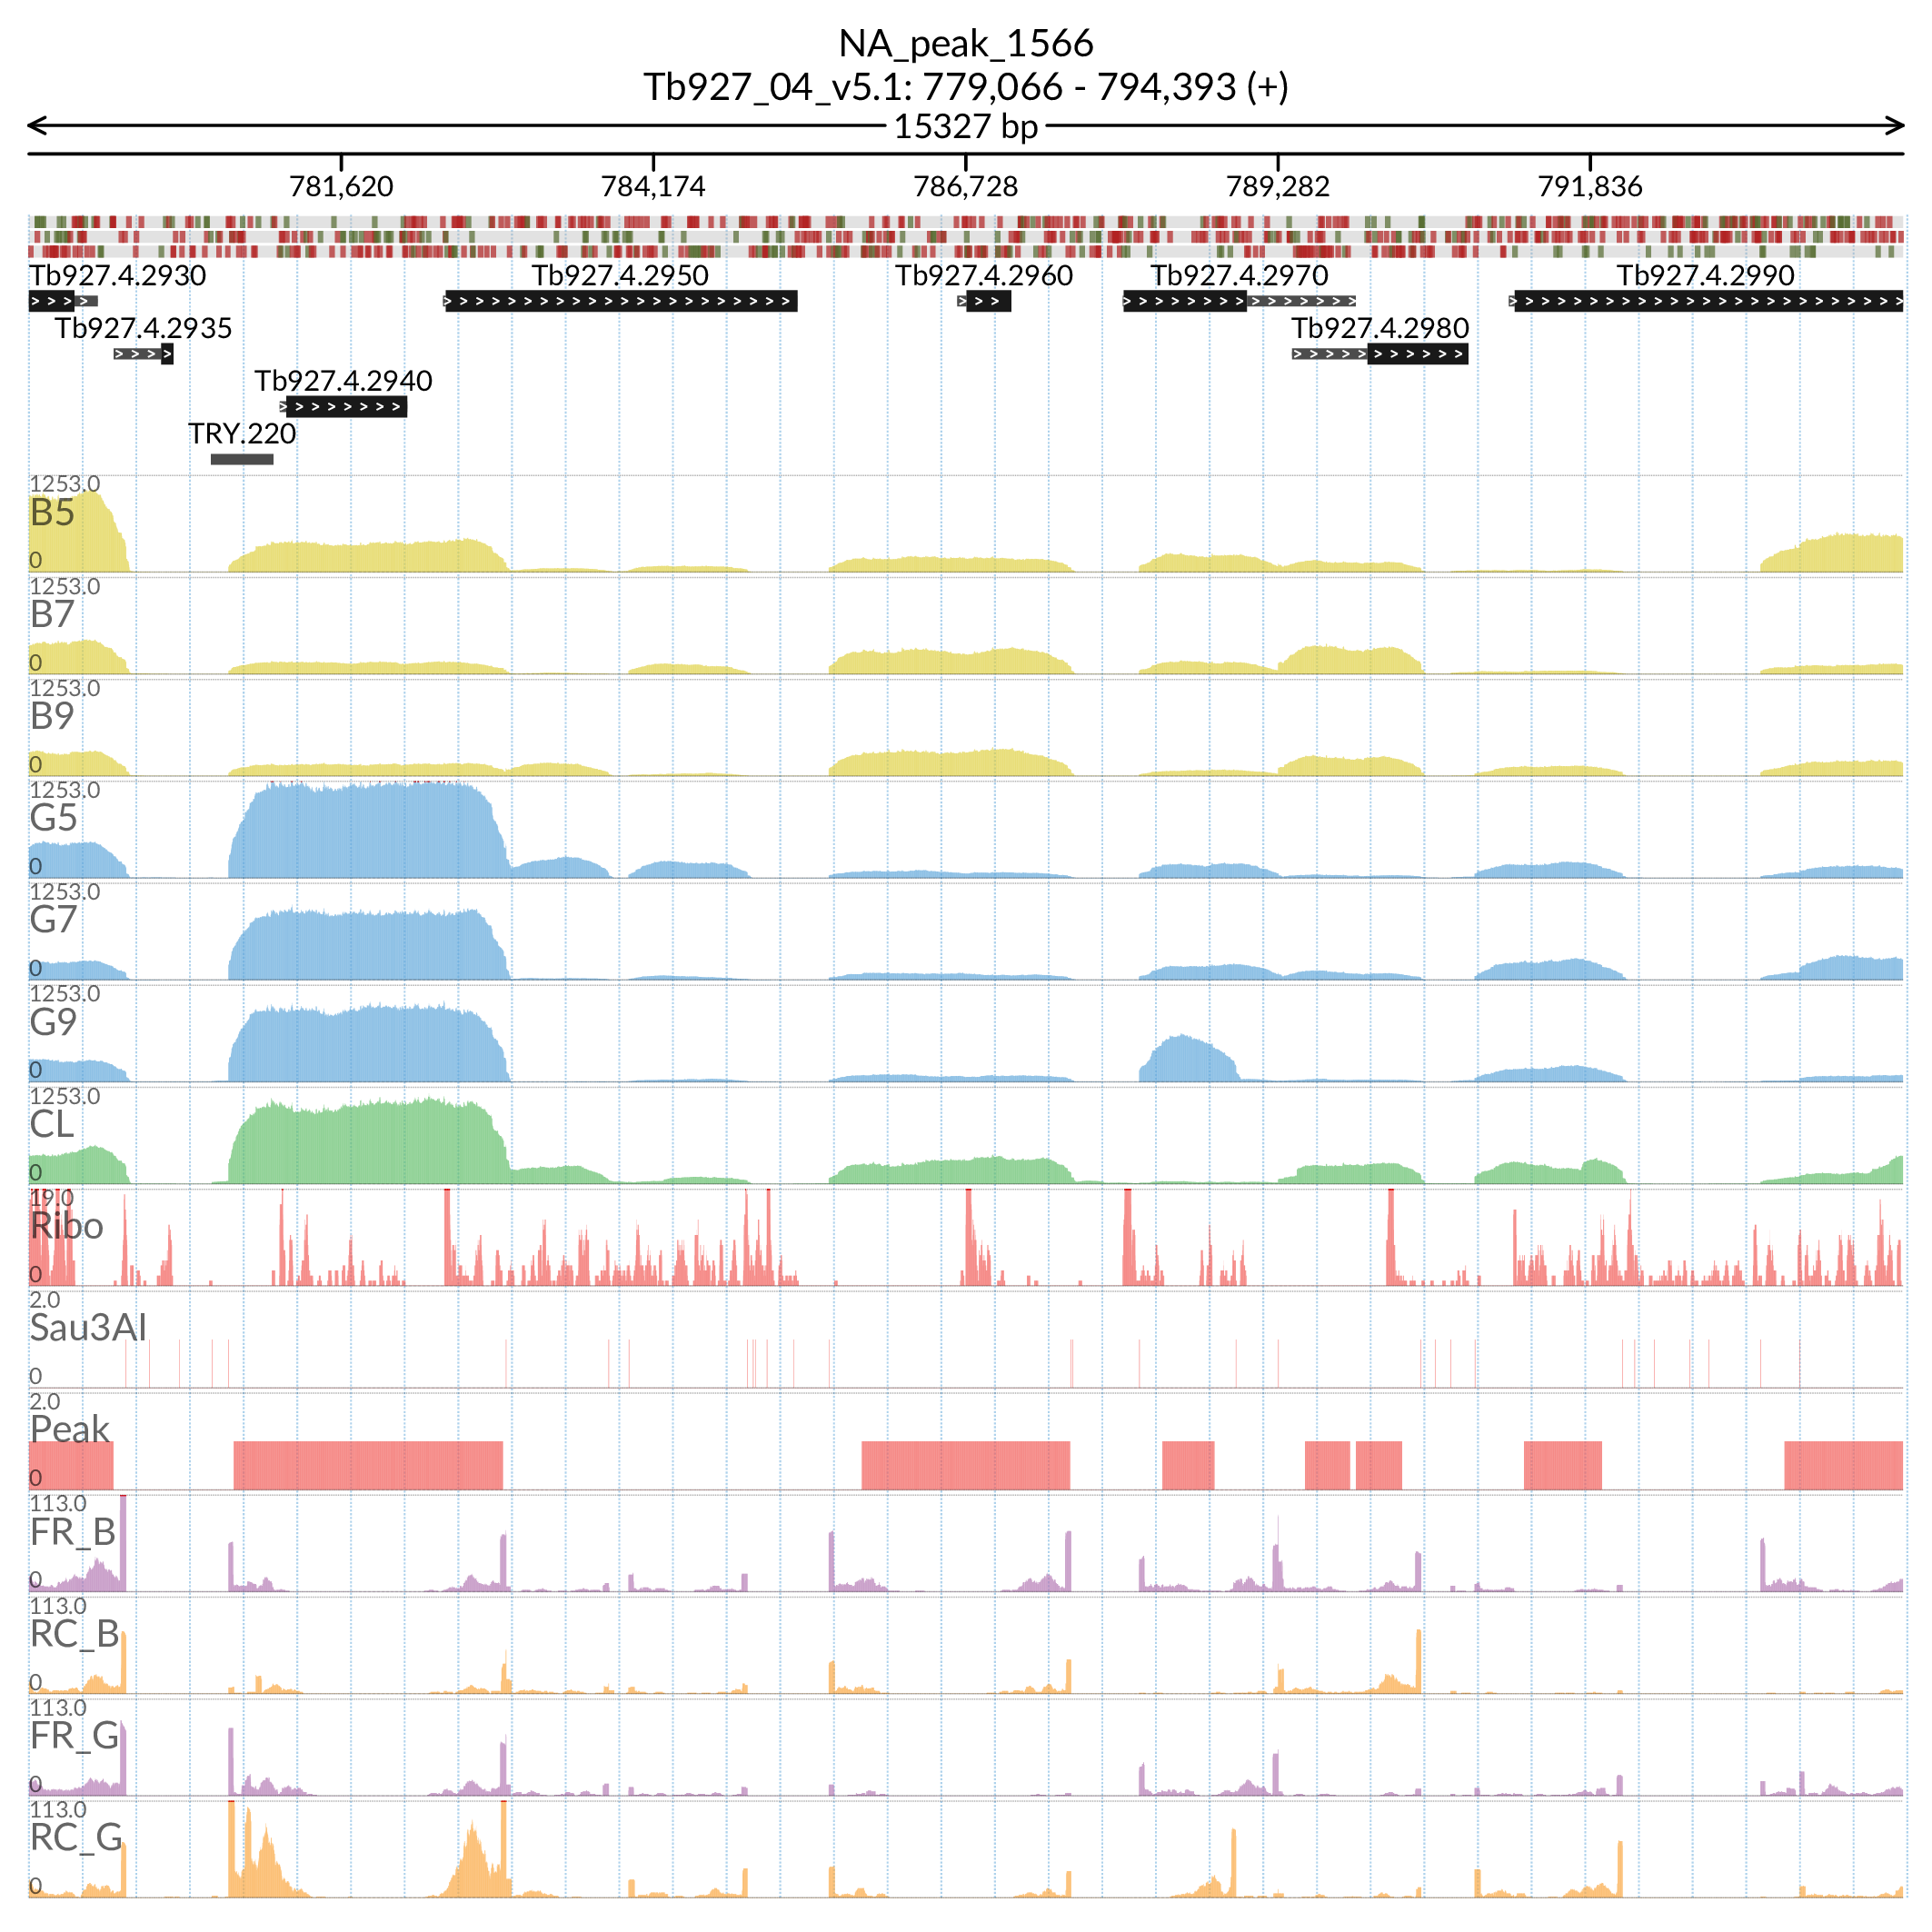 NA_peak_1566
Tb927_04_v5.1: 779,066 - 794,393 (+)
15327 bp
781,620 784,174 786,728 789,282 791,836
Tb927.4.2930 Tb927.4.2950 Tb927.4.2960 Tb927.4.2970 Tb927.4.2990
Tb927.4.2935 Tb927.4.2980
Tb927.4.2940
TRY.220
1253.0
B5
0
1253.0
B7
0
1253.0
B9
0
1253.0
G5
0
1253.0
G7
0
1253.0
G9
0
1253.0
CL
0
19.0
Ribo
0
2.0
Sau3AI
0
2.0
Peak
0
113.0
FR_B
0
113.0
RC_B
0
113.0
FR_G
0
113.0
RC_G
0